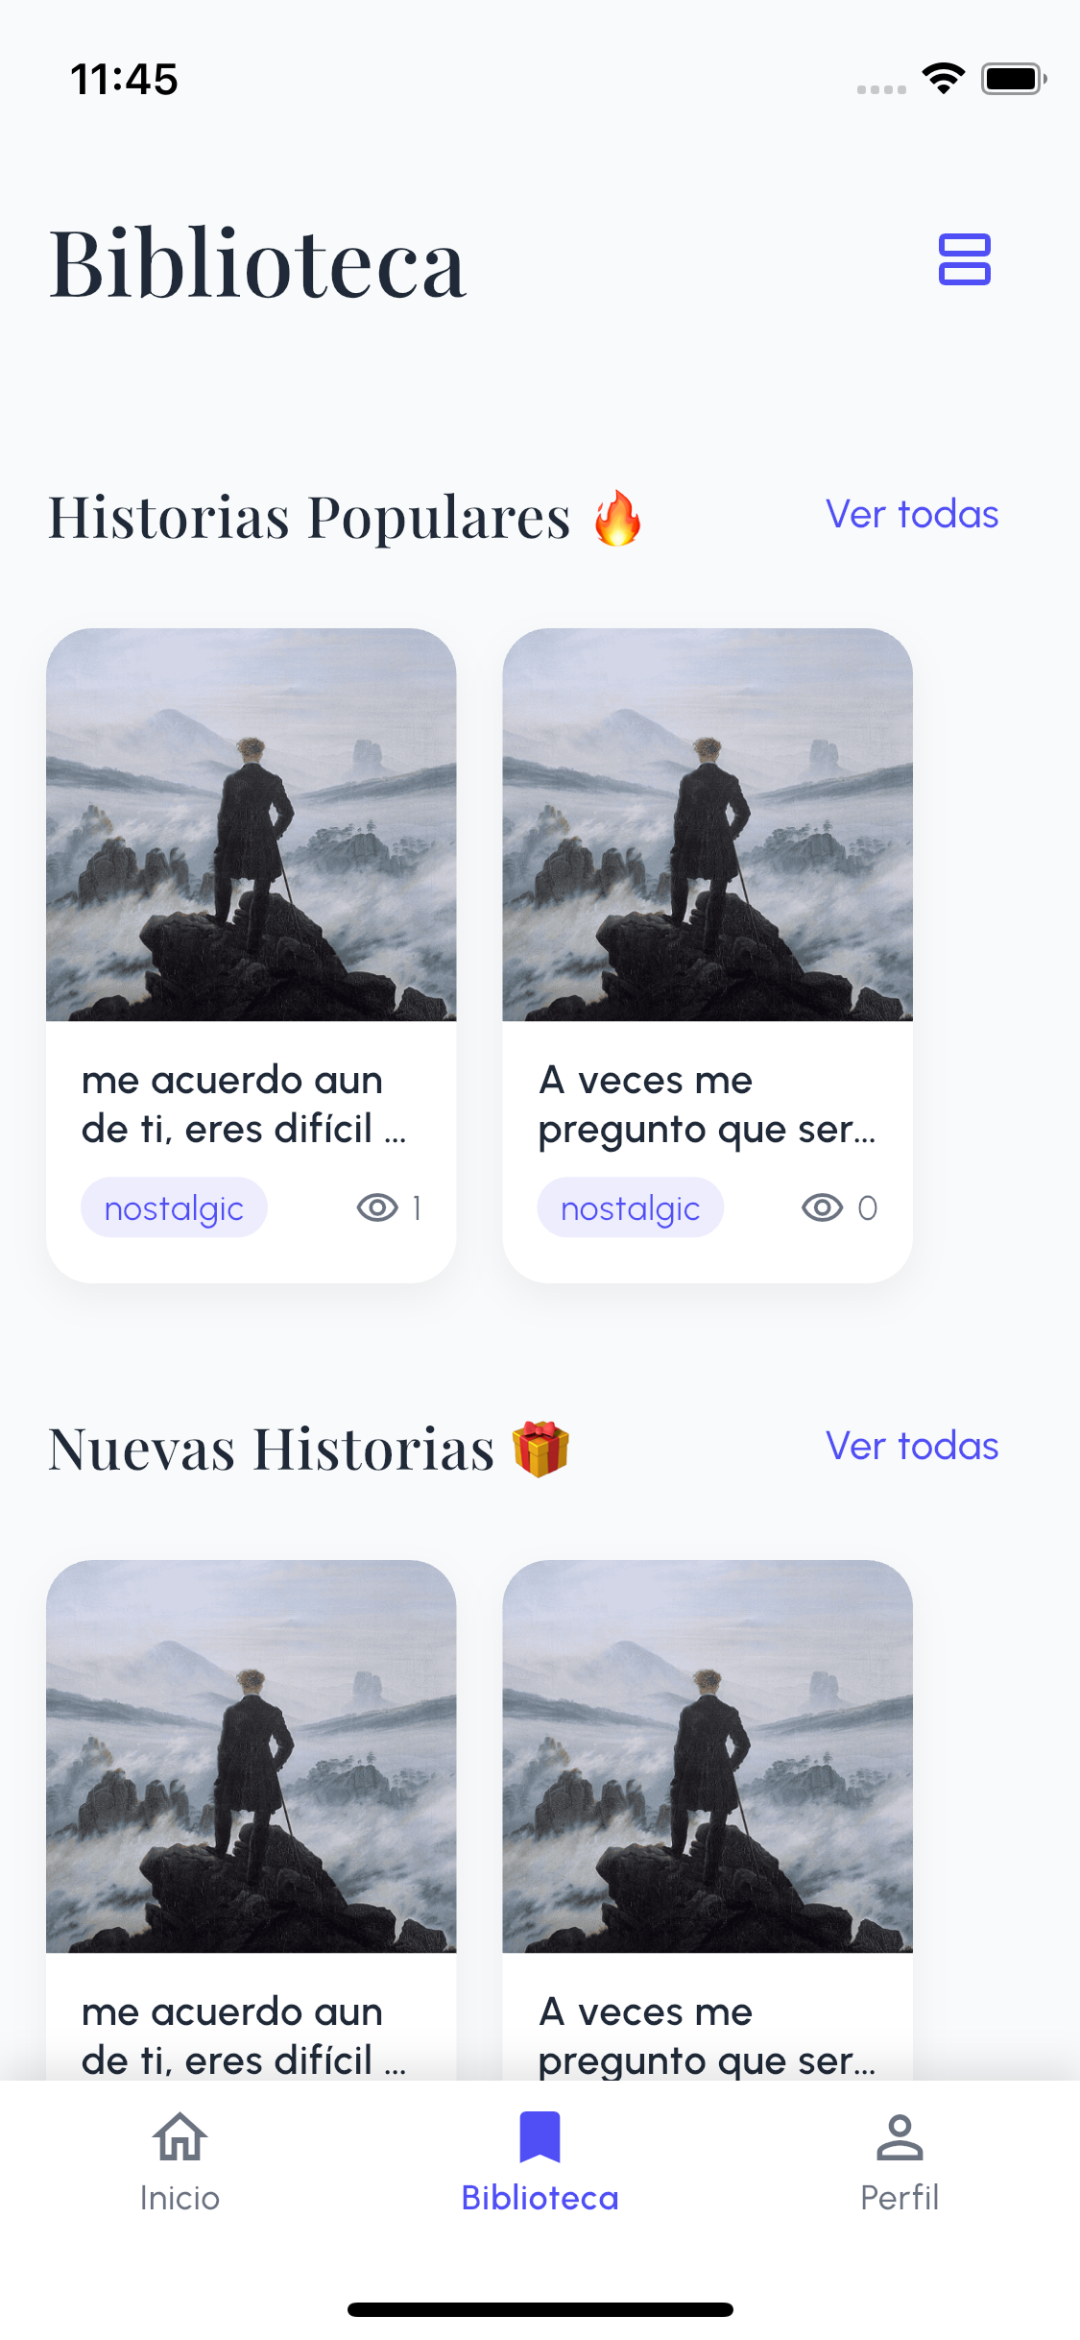 11:45
Biblioteca
Historias Populares 🔥 Ver todas
me acuerdo aun
de ti, eres difícil ...
nostalgic 1
A veces me
pregunto que ser...
nostalgic 0
Nuevas Historias 🎁 Ver todas
me acuerdo aun
de ti, eres difícil ...
A veces me
pregunto que ser...
Inicio Biblioteca Perfil